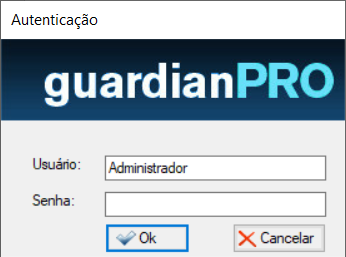 Autenticação
guardianPRO
Usuário: Administrador
Senha:
Ok Cancelar